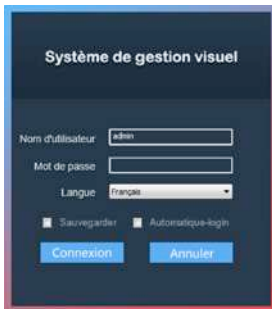 Système de gestion visuel
Nom d'utilisateur admin
Mot de passe
Langue Français
Sauvegarder Automatique-login
Connexion Annuler